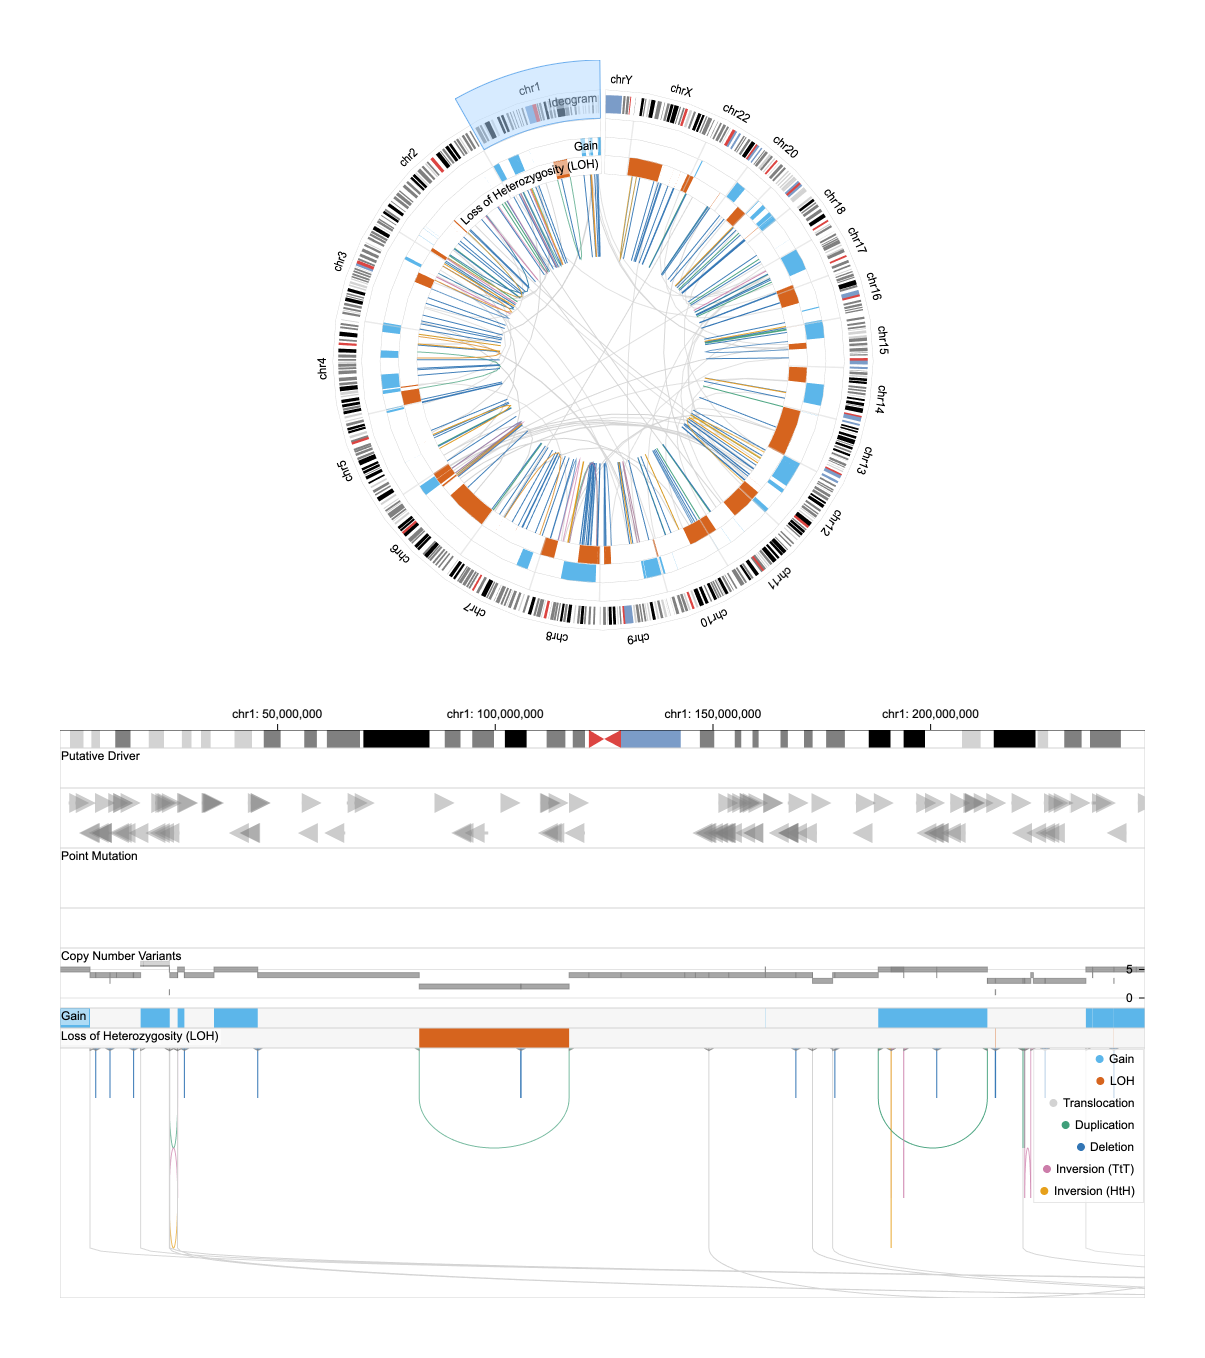 chr1
Ideogram
Gain
Loss of Heterozygosity (LOH)
chrY
chrX
chr22
chr20
chr18
chr17
chr16
chr15
chr14
chr13
chr12
chr11
chr10
chr9
chr8
chr7
chr6
chr5
chr4
chr3
chr2
chr1: 50,000,000 chr1: 100,000,000 chr1: 150,000,000 chr1: 200,000,000
Putative Driver
Point Mutation
Copy Number Variants
5
0
Gain
Loss of Heterozygosity (LOH)
Gain
LOH
Translocation
Duplication
Deletion
Inversion (TtT)
Inversion (HtH)